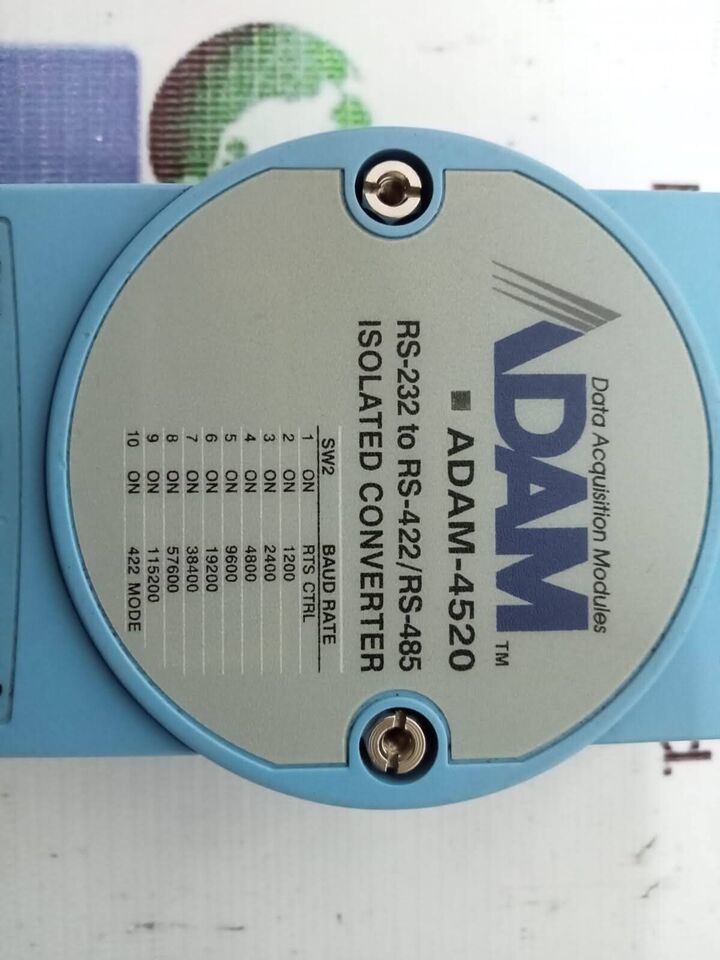 Data Acquisition Modules
ADAM™
ADAM-4520
RS-232 to RS-422/RS-485
ISOLATED CONVERTER
SW2 BAUD RATE
1 ON RTS CTRL
2 ON 1200
3 ON 2400
4 ON 4800
5 ON 9600
6 ON 19200
7 ON 38400
8 ON 57600
9 ON 115200
10 ON 422 MODE